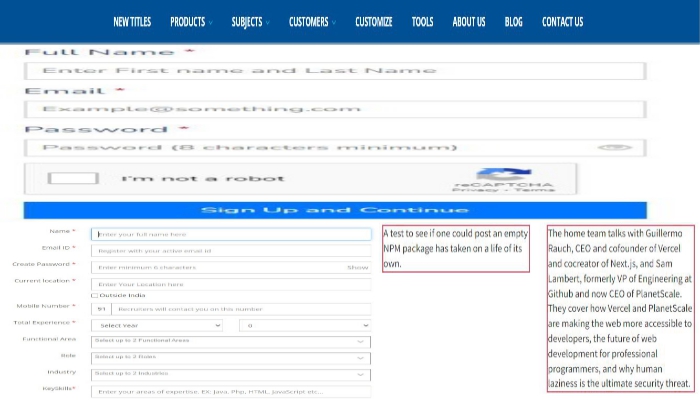 NEW TITLES PRODUCTS SUBJECTS CUSTOMERS CUSTOMIZE TOOLS ABOUT US BLOG CONTACT US
Full Name *
Enter First name and Last Name
Email *
Example@something.com
Password *
Password (8 characters minimum)
I'm not a robot
reCAPTCHA
Privacy - Terms
Sign Up and Continue
Name * Enter your full name here
Email ID * Register with your active email id
Create Password * Enter minimum 6 characters Show
Current location * Enter Your Location here
Outside India
Mobile Number * 91 Recruiters will contact you on this number
Total Experience * Select Year 0
Functional Area Select up to 2 Functional Areas
Role Select up to 2 Roles
Industry Select up to 2 Industries
KeySkills* Enter your areas of expertise. EX: Java, Php, HTML, JavaScript etc...
A test to see if one could post an empty
NPM package has taken on a life of its
own.
The home team talks with Guillermo
Rauch, CEO and cofounder of Vercel
and cocreator of Next.js, and Sam
Lambert, formerly VP of Engineering at
Github and now CEO of PlanetScale.
They cover how Vercel and PlanetScale
are making the web more accessible to
developers, the future of web
development for professional
programmers, and why human
laziness is the ultimate security threat.